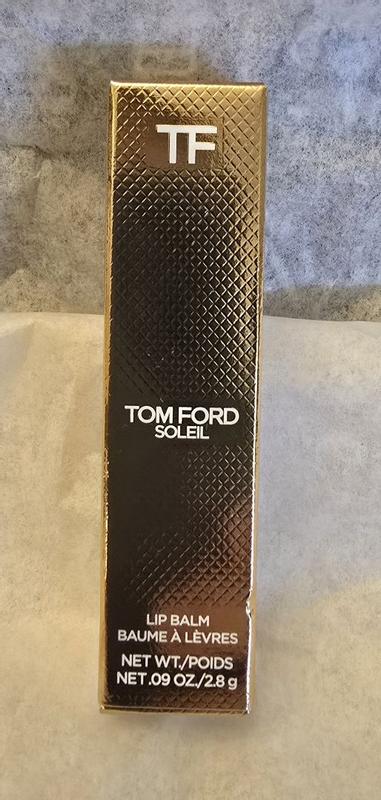 TF
TOM FORD
SOLEIL
LIP BALM
BAUME À LÈVRES
NET WT./POIDS
NET .09 OZ./2.8 g